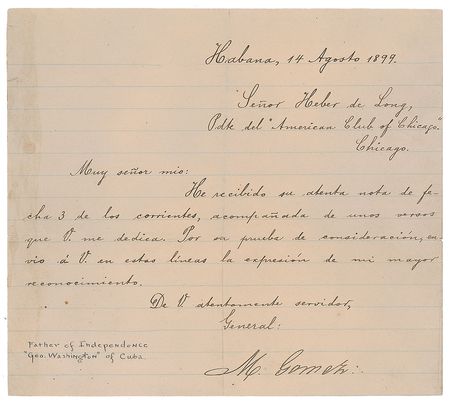 Habana, 14 Agosto 1899.
Señor Heber de Long,
Pdte del "American Club of Chicago"
Chicago.
Muy señor mio:
He recibido su atenta nota de fe-
cha 3 de los corrientes, acompañada de unos versos
que V. me dedica. Por sa prueba de consideración, en-
vio á V. en estas líneas la expresión de mi mayor
reconocimiento.
De V. atentamente servidor,
General:
M. Gomez.
Father of Independence
"Geo. Washington" of Cuba.